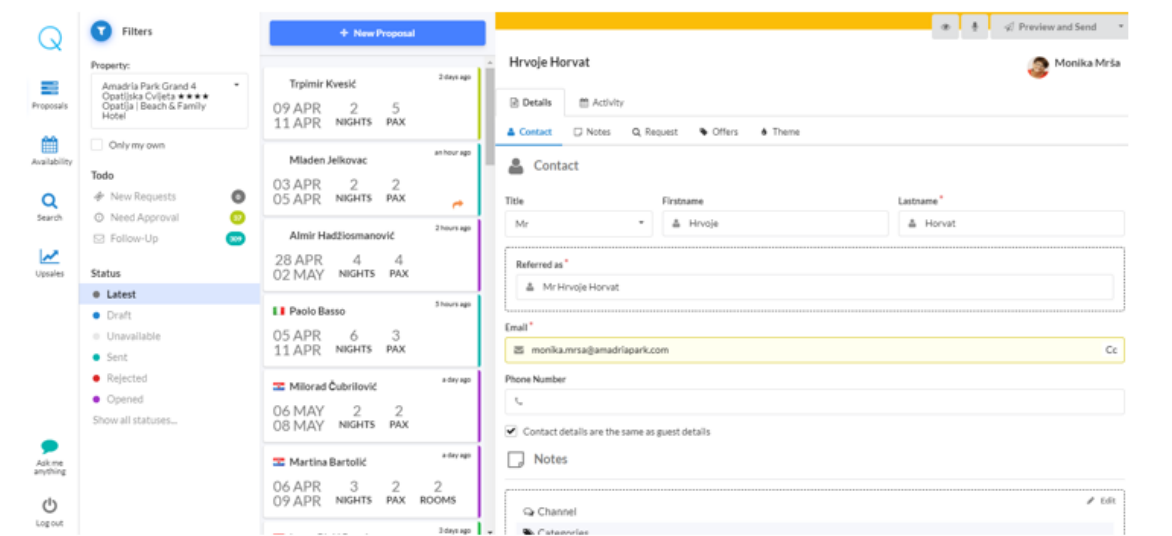 Filters
Property:
Amadria Park Grand 4
Opatijska Cvijeta ★★★★
Opatija | Beach & Family
Hotel
Only my own
Todo
New Requests
Need Approval
Follow-Up
309
Status
Latest
Draft
Unavailable
Sent
Rejected
Opened
Show all statuses...
Proposals
Availability
Search
Upsales
Ask me
anything
Log out
+ New Proposal
Trpimir Kvesić
2 days ago
09 APR 2 5
11 APR NIGHTS PAX
Mladen Jelkovac
an hour ago
03 APR 2 2
05 APR NIGHTS PAX
Almir Hadžiosmanović
2 hours ago
28 APR 4 4
02 MAY NIGHTS PAX
Paolo Basso
5 hours ago
05 APR 6 3
11 APR NIGHTS PAX
Milorad Čubrilović
a day ago
06 MAY 2 2
08 MAY NIGHTS PAX
Martina Bartolić
a day ago
06 APR 3 2 2
09 APR NIGHTS PAX ROOMS
3 days ago
Preview and Send
Hrvoje Horvat
Monika Mrša
Details Activity
Contact Notes Request Offers Theme
Contact
Title Firstname Lastname *
Mr Hrvoje Horvat
Referred as *
Mr Hrvoje Horvat
Email *
monika.mrsa@amadriapark.com Cc
Phone Number
Contact details are the same as guest details
Notes
Edit
Channel
Categories